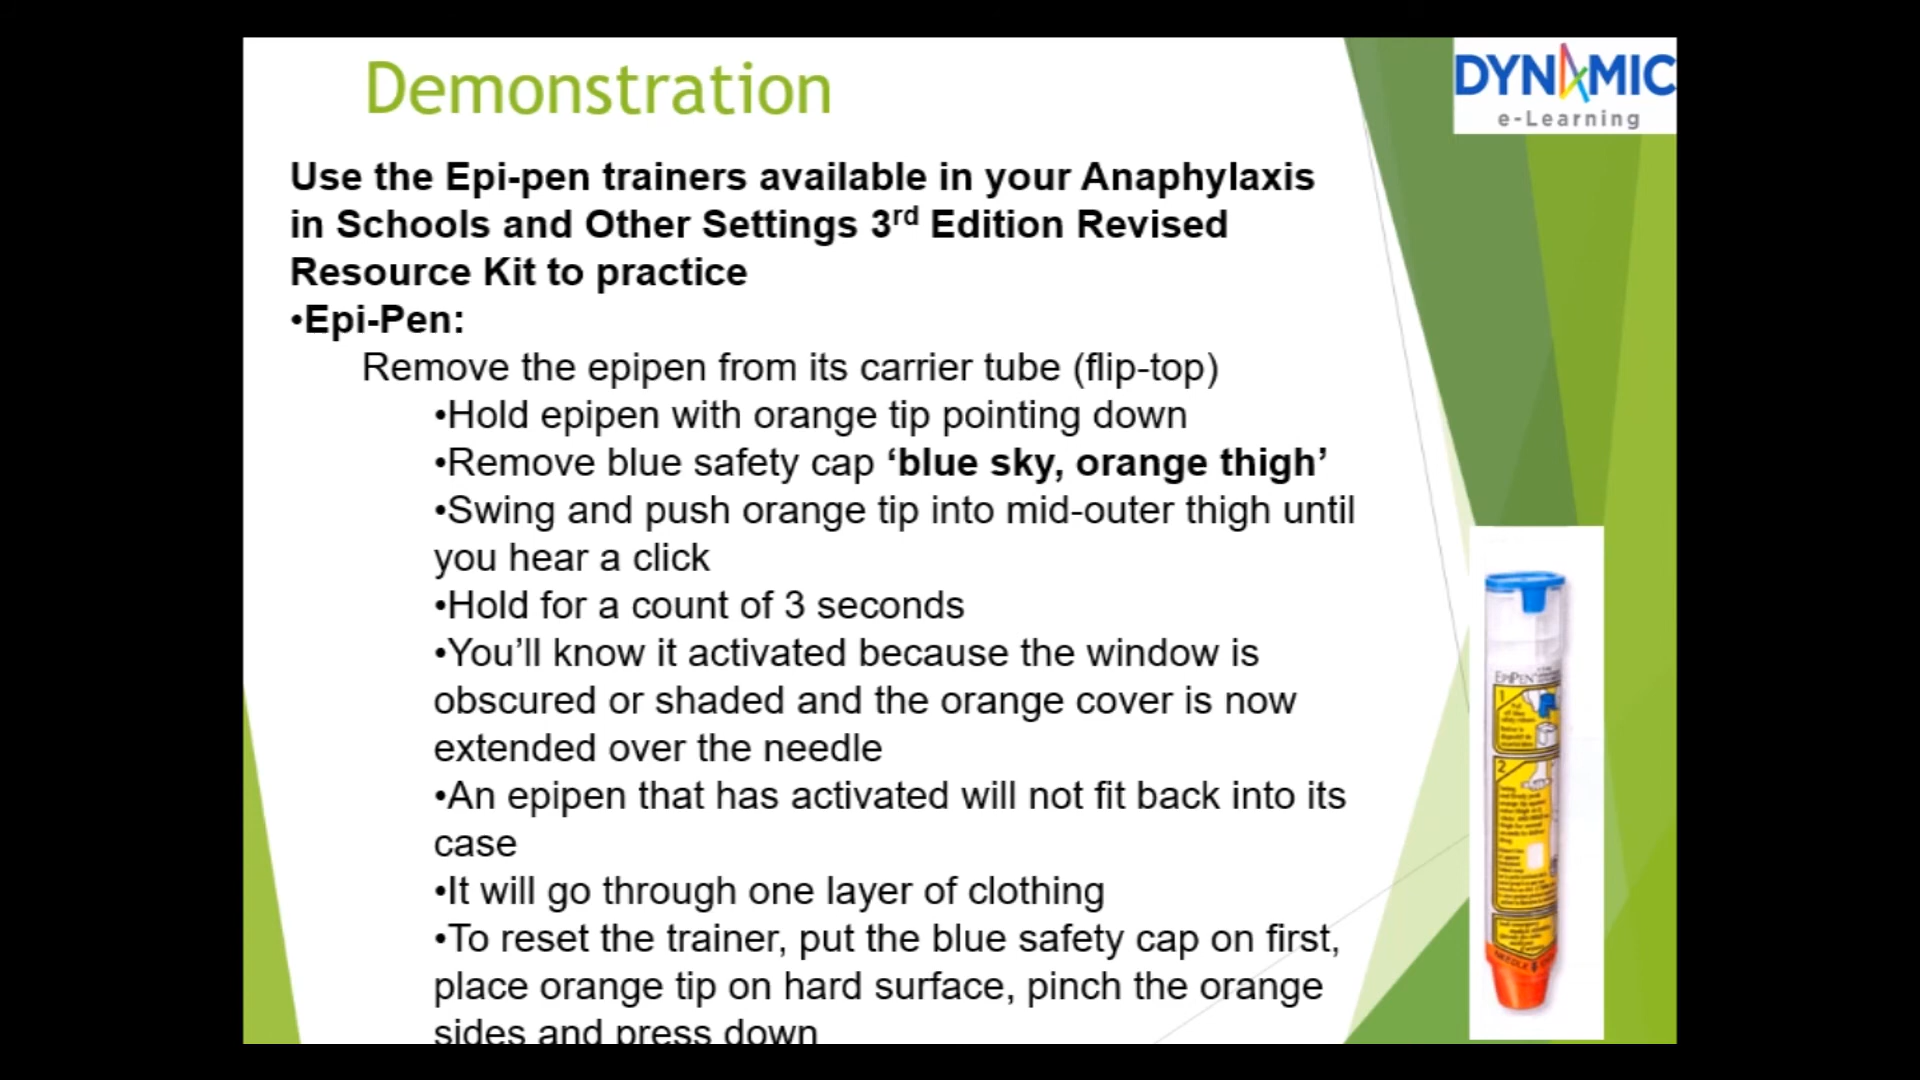 Demonstration
DYNAMIC
e-Learning
Use the Epi-pen trainers available in your Anaphylaxis
in Schools and Other Settings 3rd Edition Revised
Resource Kit to practice
•Epi-Pen:
Remove the epipen from its carrier tube (flip-top)
•Hold epipen with orange tip pointing down
•Remove blue safety cap ‘blue sky, orange thigh’
•Swing and push orange tip into mid-outer thigh until
you hear a click
•Hold for a count of 3 seconds
•You’ll know it activated because the window is
obscured or shaded and the orange cover is now
extended over the needle
•An epipen that has activated will not fit back into its
case
•It will go through one layer of clothing
•To reset the trainer, put the blue safety cap on first,
place orange tip on hard surface, pinch the orange
sides and press down
EPIPEN
1
2
NEEDLE